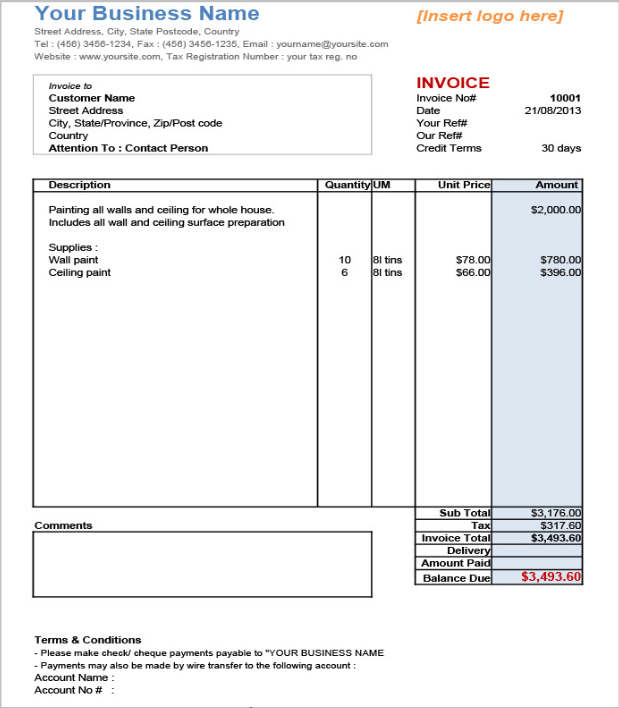 Your Business Name
[Insert logo here]
Street Address, City, State Postcode, Country
Tel : (456) 3456-1234, Fax : (456) 3456-1235, Email : yourname@yoursite.com
Website : www.yoursite.com, Tax Registration Number : your tax reg. no
Invoice to
Customer Name
Street Address
City, State/Province, Zip/Post code
Country
Attention To : Contact Person
INVOICE
Invoice No# 10001
Date 21/08/2013
Your Ref#
Our Ref#
Credit Terms 30 days
Description Quantity UM Unit Price Amount
Painting all walls and ceiling for whole house. $2,000.00
Includes all wall and ceiling surface preparation
Supplies :
Wall paint 10 8l tins $78.00 $780.00
Ceiling paint 6 8l tins $66.00 $396.00
Sub Total $3,176.00
Tax $317.60
Invoice Total $3,493.60
Delivery
Amount Paid
Balance Due $3,493.60
Comments
Terms & Conditions
- Please make check/ cheque payments payable to "YOUR BUSINESS NAME
- Payments may also be made by wire transfer to the following account :
Account Name :
Account No # :